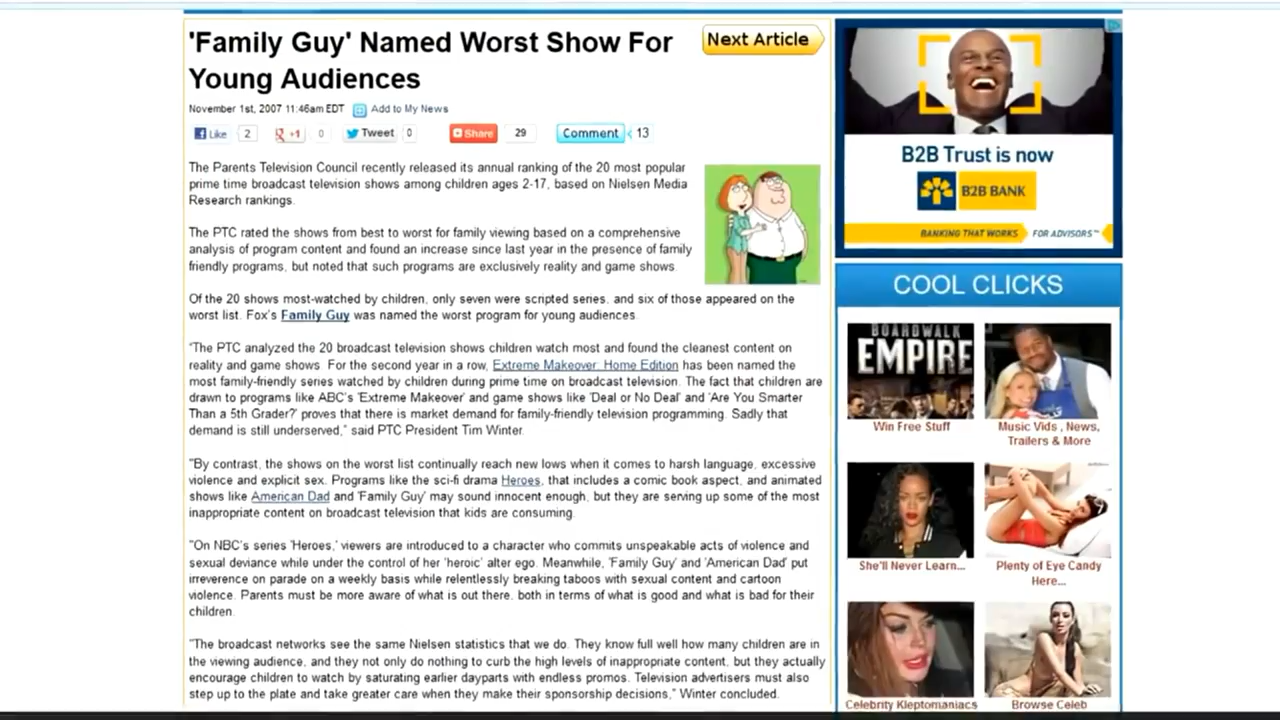 'Family Guy' Named Worst Show For
Young Audiences
Next Article
November 1st, 2007 11:46am EDT Add to My News
Like 2 +1 0 Tweet 0 Share 29 Comment 13
The Parents Television Council recently released its annual ranking of the 20 most popular
prime time broadcast television shows among children ages 2-17, based on Nielsen Media
Research rankings.
The PTC rated the shows from best to worst for family viewing based on a comprehensive
analysis of program content and found an increase since last year in the presence of family
friendly programs, but noted that such programs are exclusively reality and game shows.
Of the 20 shows most-watched by children, only seven were scripted series, and six of those appeared on the
worst list. Fox's Family Guy was named the worst program for young audiences.
"The PTC analyzed the 20 broadcast television shows children watch most and found the cleanest content on
reality and game shows. For the second year in a row, Extreme Makeover: Home Edition has been named the
most family-friendly series watched by children during prime time on broadcast television. The fact that children are
drawn to programs like ABC's 'Extreme Makeover' and game shows like 'Deal or No Deal' and 'Are You Smarter
Than a 5th Grader?' proves that there is market demand for family-friendly television programming. Sadly that
demand is still underserved," said PTC President Tim Winter.
"By contrast, the shows on the worst list continually reach new lows when it comes to harsh language, excessive
violence and explicit sex. Programs like the sci-fi drama Heroes, that includes a comic book aspect, and animated
shows like American Dad and 'Family Guy' may sound innocent enough, but they are serving up some of the most
inappropriate content on broadcast television that kids are consuming.
"On NBC's series 'Heroes,' viewers are introduced to a character who commits unspeakable acts of violence and
sexual deviance while under the control of her 'heroic' alter ego. Meanwhile, 'Family Guy' and 'American Dad' put
irreverence on parade on a weekly basis while relentlessly breaking taboos with sexual content and cartoon
violence. Parents must be more aware of what is out there, both in terms of what is good and what is bad for their
children.
"The broadcast networks see the same Nielsen statistics that we do. They know full well how many children are in
the viewing audience, and they not only do nothing to curb the high levels of inappropriate content, but they actually
encourage children to watch by saturating earlier dayparts with endless promos. Television advertisers must also
step up to the plate and take greater care when they make their sponsorship decisions," Winter concluded.
B2B Trust is now
B2B BANK
BANKING THAT WORKS FOR ADVISORS™
COOL CLICKS
BOARDWALK
EMPIRE
Win Free Stuff
Music Vids , News,
Trailers & More
She'll Never Learn...
Plenty of Eye Candy
Here...
Celebrity Kleptomaniacs
Browse Celeb